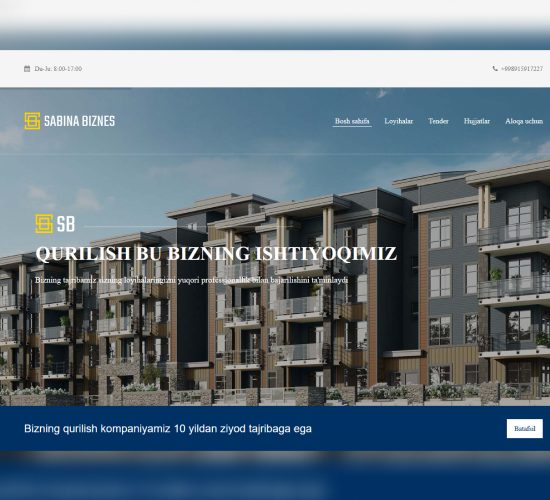 Du-Ju: 8:00-17:00
+998915917227
SABINA BIZNES
Bosh sahifa
Loyihalar
Tender
Hujjatlar
Aloqa uchun
SB
QURILISH BU BIZNING ISHTIYOQIMIZ
Bizning tajribamiz sizning loyihalaringizni yuqori professionallik bilan bajarilishini ta'minlaydi
Bizning qurilish kompaniyamiz 10 yildan ziyod tajribaga ega
Batafsil